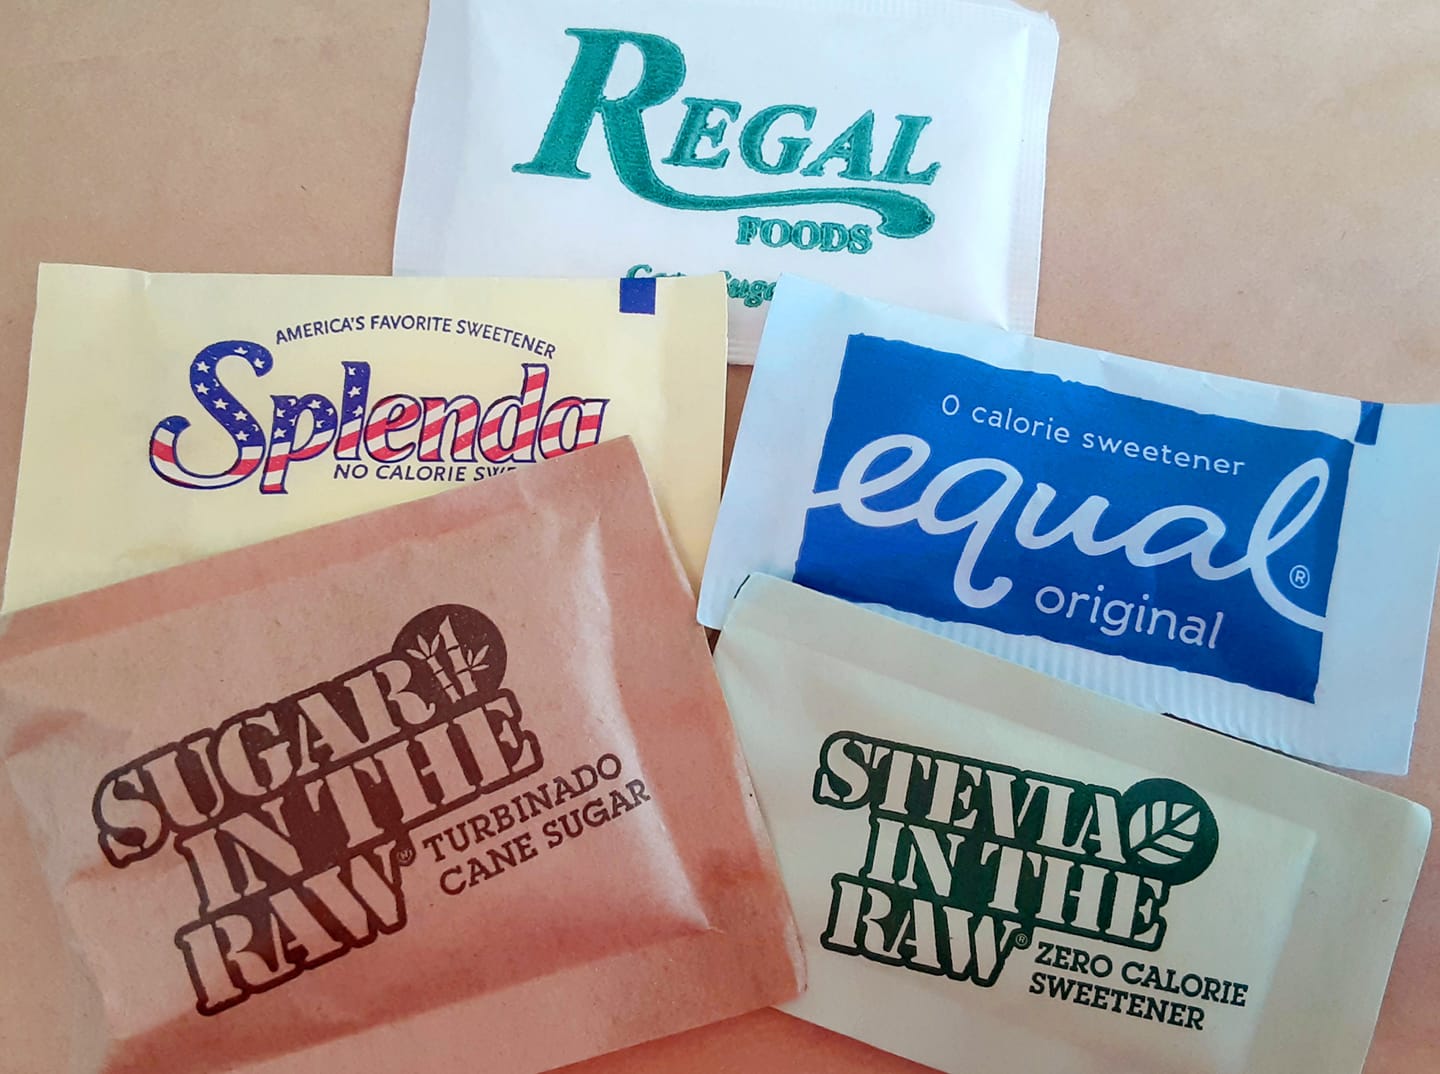 REGAL
FOODS
AMERICA'S FAVORITE SWEETENER
Splenda
NO CALORIE
0 calorie sweetener
equal®
original
SUGAR
IN THE
RAW®
TURBINADO
CANE SUGAR
STEVIA
IN THE
RAW®
ZERO CALORIE
SWEETENER